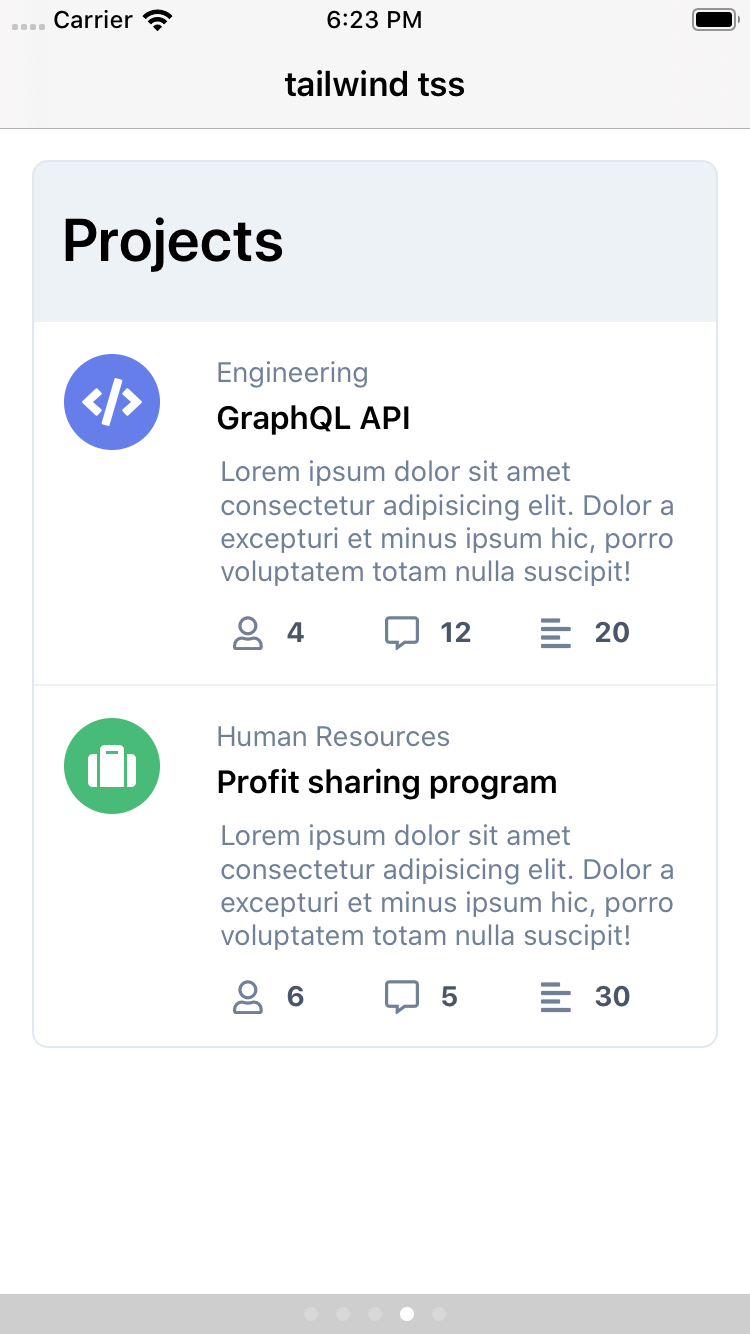 Carrier 6:23 PM
tailwind tss
Projects
Engineering
GraphQL API
Lorem ipsum dolor sit amet
consectetur adipisicing elit. Dolor a
excepturi et minus ipsum hic, porro
voluptatem totam nulla suscipit!
4 12 20
Human Resources
Profit sharing program
Lorem ipsum dolor sit amet
consectetur adipisicing elit. Dolor a
excepturi et minus ipsum hic, porro
voluptatem totam nulla suscipit!
6 5 30